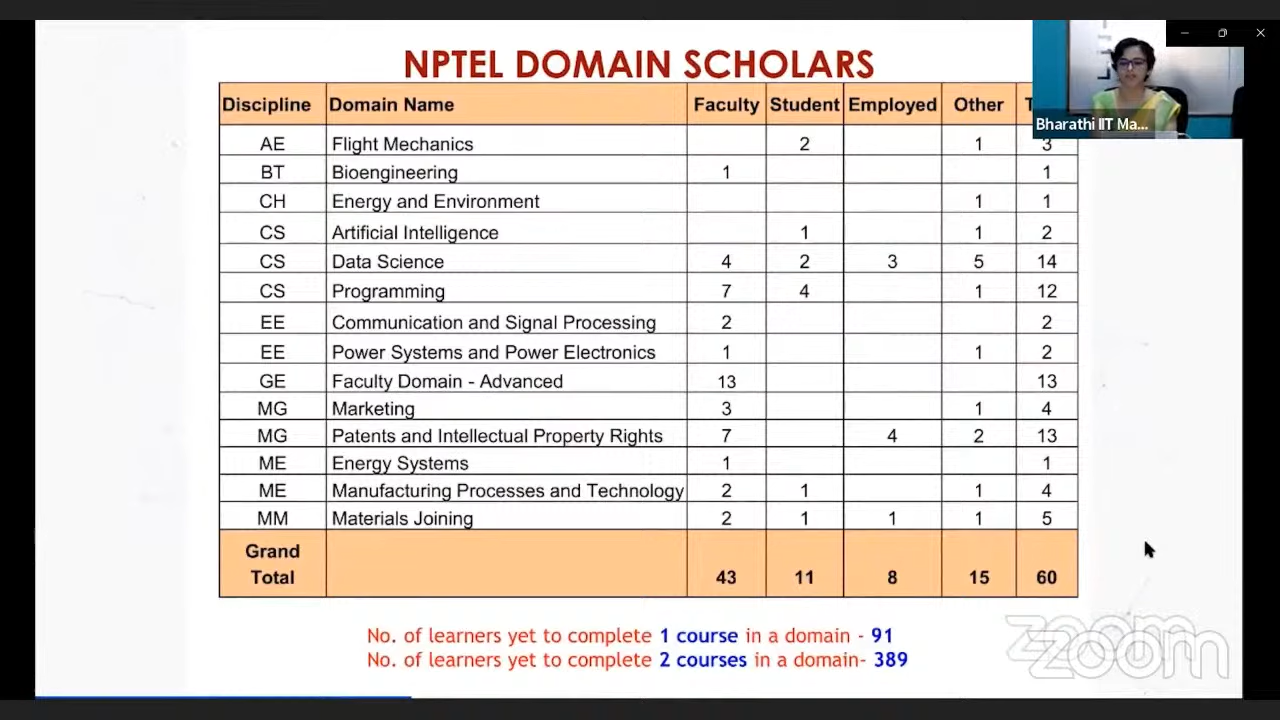 NPTEL DOMAIN SCHOLARS
Discipline Domain Name Faculty Student Employed Other
Bharathi IIT Ma...
AE Flight Mechanics 2 1 3
BT Bioengineering 1 1
CH Energy and Environment 1 1
CS Artificial Intelligence 1 1 2
CS Data Science 4 2 3 5 14
CS Programming 7 4 1 12
EE Communication and Signal Processing 2 2
EE Power Systems and Power Electronics 1 1 2
GE Faculty Domain - Advanced 13 13
MG Marketing 3 1 4
MG Patents and Intellectual Property Rights 7 4 2 13
ME Energy Systems 1 1
ME Manufacturing Processes and Technology 2 1 1 4
MM Materials Joining 2 1 1 1 5
Grand
Total 43 11 8 15 60
No. of learners yet to complete 1 course in a domain - 91
No. of learners yet to complete 2 courses in a domain- 389
zoom
zoom